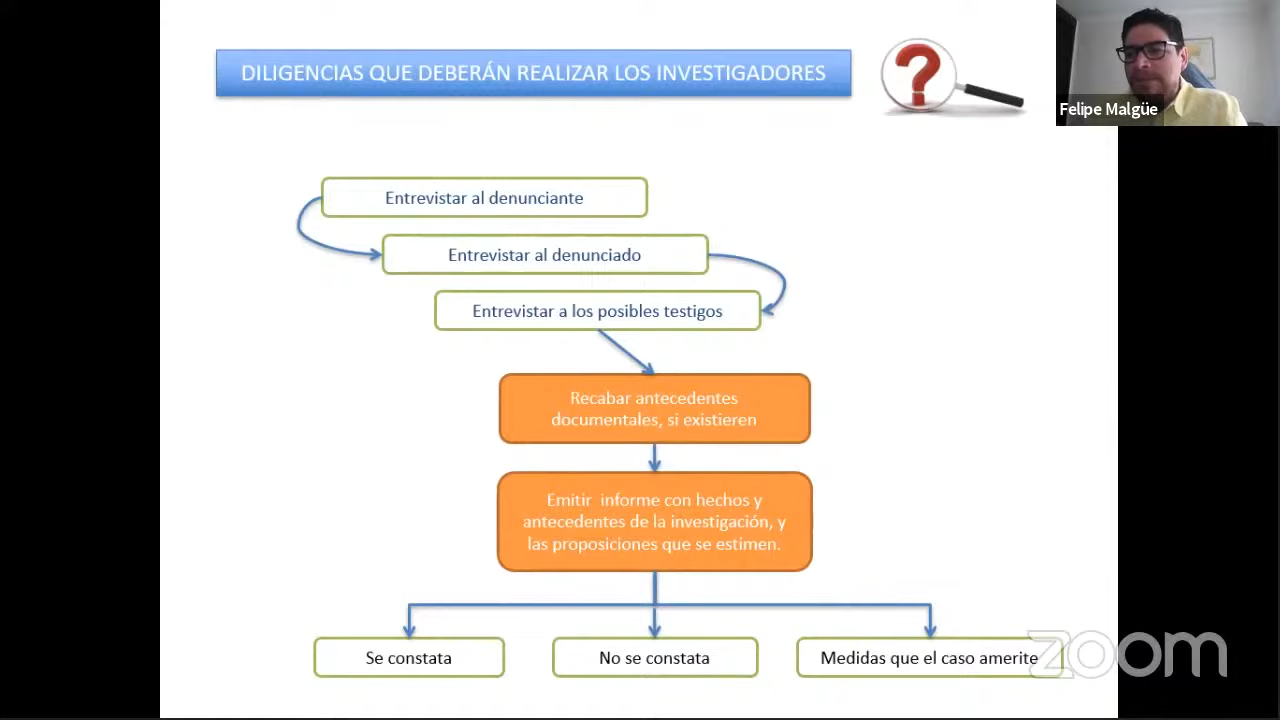 DILIGENCIAS QUE DEBERÁN REALIZAR LOS INVESTIGADORES
?
Felipe Malgüe
Entrevistar al denunciante
Entrevistar al denunciado
Entrevistar a los posibles testigos
Recabar antecedentes
documentales, si existieren
Emitir informe con hechos y
antecedentes de la investigación, y
las proposiciones que se estimen.
Se constata
No se constata
Medidas que el caso amerite
zoom